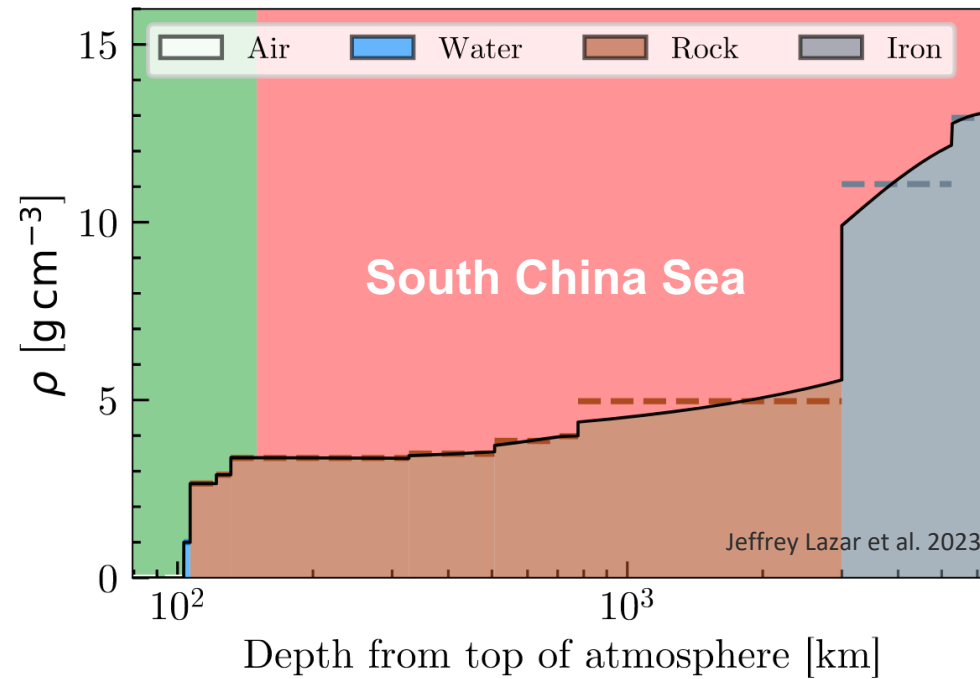 Air Water Rock Iron
15
10
5
0
ρ [g cm⁻³]
South China Sea
Jeffrey Lazar et al. 2023
10² 10³
Depth from top of atmosphere [km]